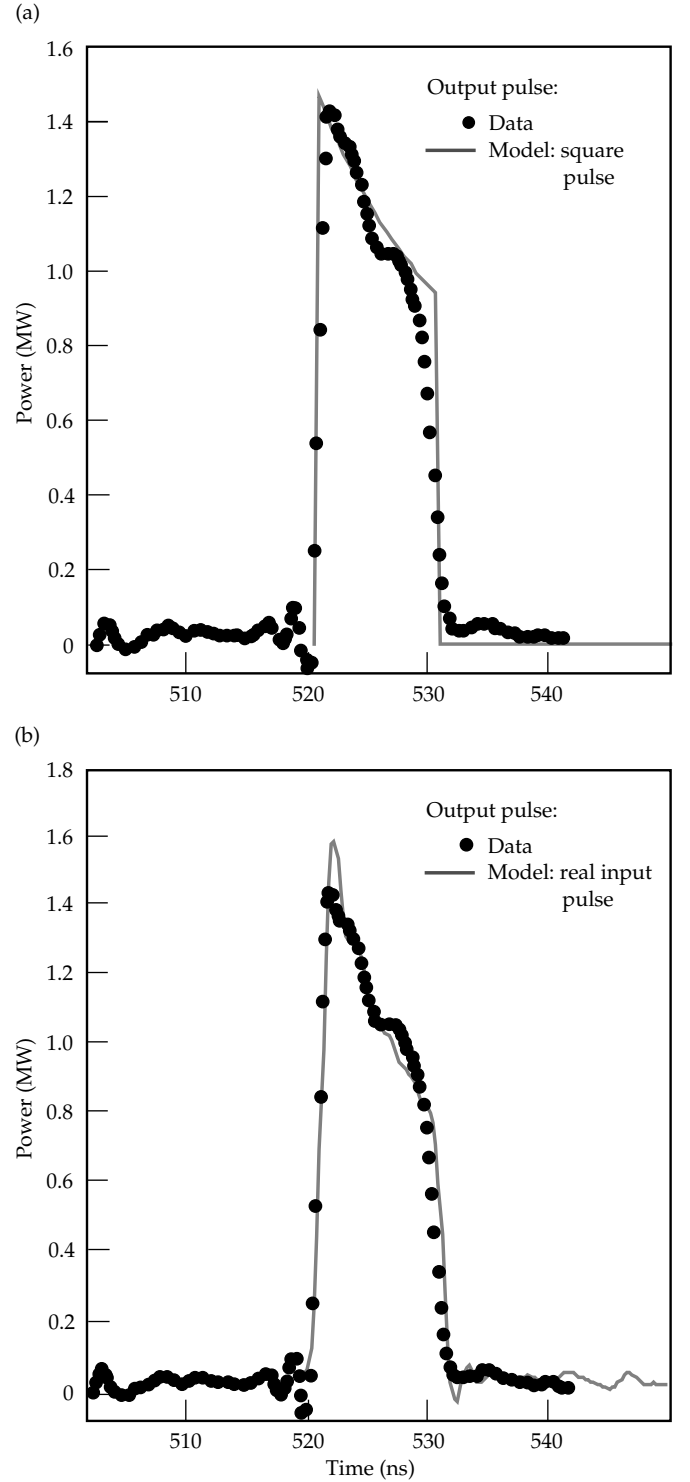 (a)
1.6
1.4
1.2
1.0
0.8
0.6
0.4
0.2
0
Power (MW)
Output pulse:
Data
Model: square
pulse
510
520
530
540
(b)
1.8
1.6
1.4
1.2
1.0
0.8
0.6
0.4
0.2
0
Power (MW)
Output pulse:
Data
Model: real input
pulse
510
520
530
540
Time (ns)